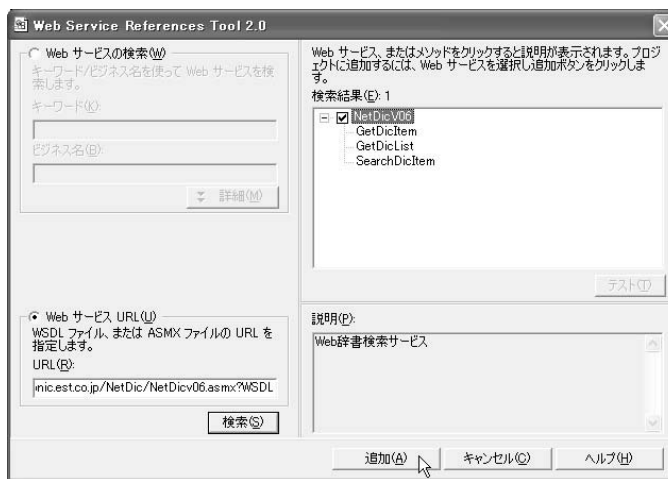 Web Service References Tool 2.0
Web サービスの検索(W)
キーワード/ビジネス名を使って Web サービスを検
索します。
キーワード(K):
ビジネス名(B):
詳細(M)
Web サービス URL(U)
WSDL ファイル、または ASMX ファイルの URL を
指定します。
URL(R):
nic.est.co.jp/NetDic/NetDicv06.asmx?WSDL
検索(S)
Web サービス、またはメソッドをクリックすると説明が表示されます。プロジ
ェクトに追加するには、Web サービスを選択し追加ボタンをクリックしま
す。
検索結果(E): 1
NetDicV06
GetDicItem
GetDicList
SearchDicItem
テスト(T)
説明(P):
Web辞書検索サービス
追加(A)
キャンセル(C)
ヘルプ(H)